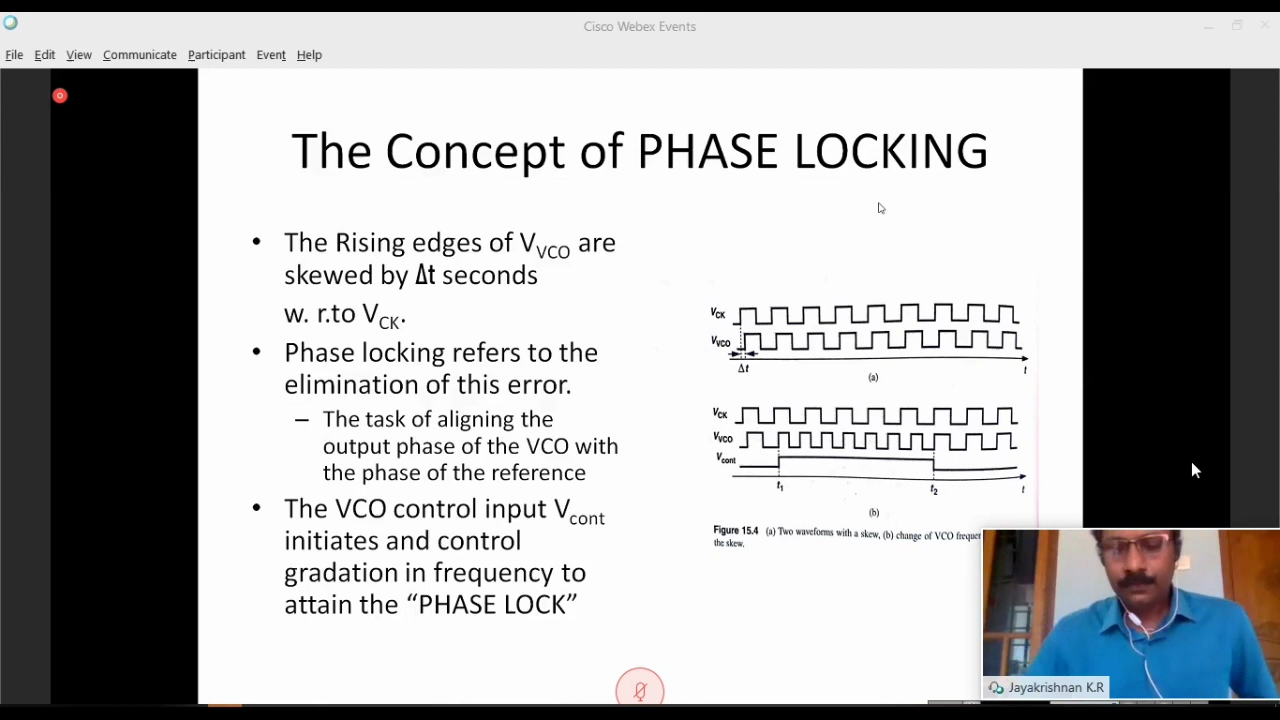 Cisco Webex Events
File Edit View Communicate Participant Event Help
The Concept of PHASE LOCKING
• The Rising edges of VVCO are
skewed by Δt seconds
w. r.to VCK.
• Phase locking refers to the
elimination of this error.
– The task of aligning the
output phase of the VCO with
the phase of the reference
• The VCO control input Vcont
initiates and control
gradation in frequency to
attain the “PHASE LOCK”
VCK
VVCO
Δt
t
(a)
VCK
VVCO
Vcont
t1
t2
t
(b)
Figure 15.4 (a) Two waveforms with a skew, (b) change of VCO
the skew.
Jayakrishnan K.R